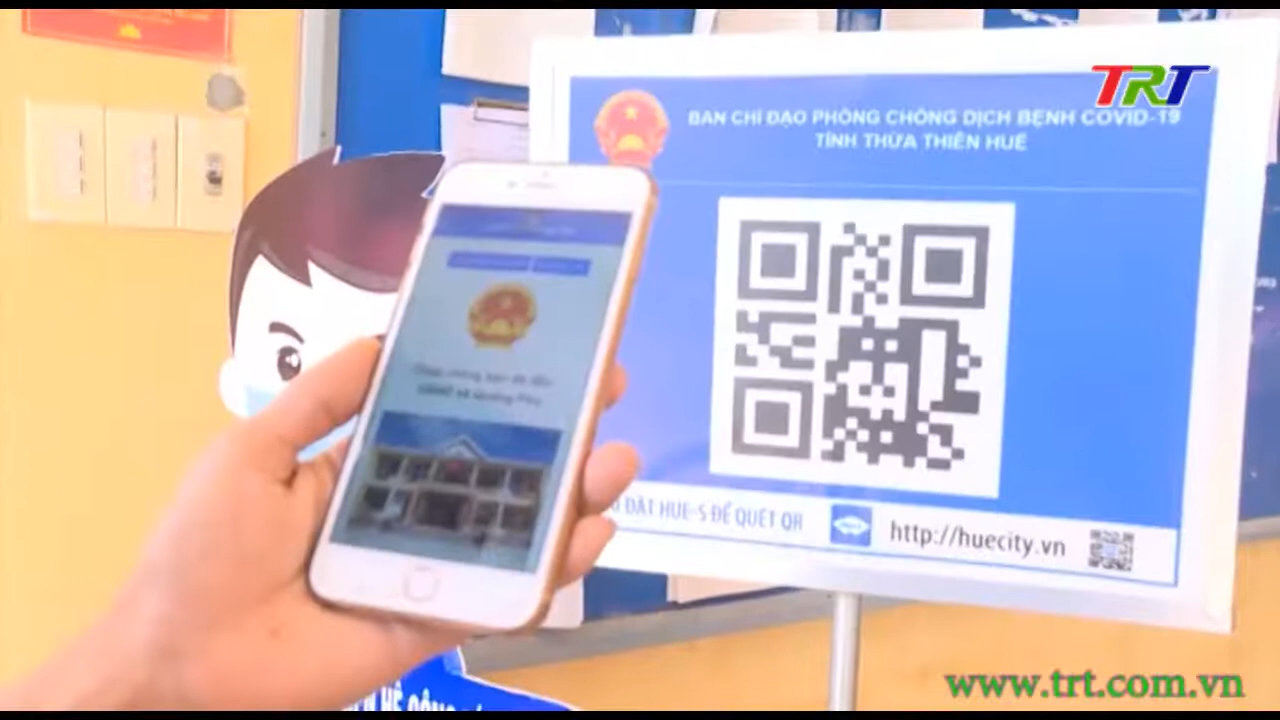 TRT
BAN CHỈ ĐẠO PHÒNG CHỐNG DỊCH BỆNH COVID-19
TỈNH THỪA THIÊN HUẾ
ĐẶT HUE-S ĐỂ QUÉT QR
http://huecity.vn
www.trt.com.vn